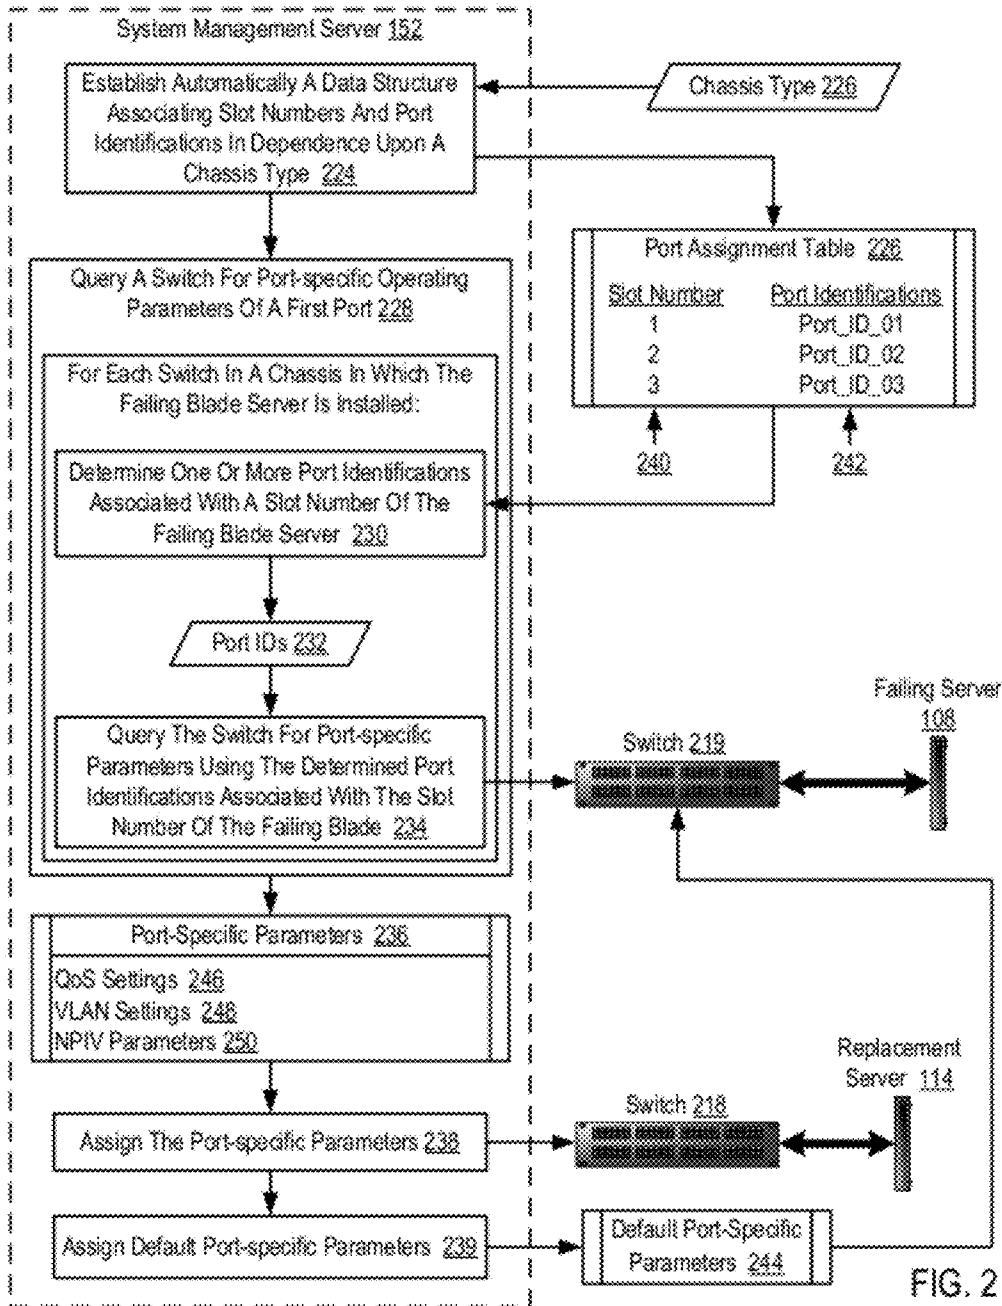 System Management Server 152
Establish Automatically A Data Structure
Associating Slot Numbers And Port
Identifications In Dependence Upon A
Chassis Type 224
Chassis Type 226
Port Assignment Table 226
Slot Number Port Identifications
1 Port_ID_01
2 Port_ID_02
3 Port_ID_03
240 242
Query A Switch For Port-specific Operating
Parameters Of A First Port 228
For Each Switch In A Chassis In Which The
Failing Blade Server Is Installed:
Determine One Or More Port Identifications
Associated With A Slot Number Of The
Failing Blade Server 230
Port IDs 232
Query The Switch For Port-specific
Parameters Using The Determined Port
Identifications Associated With The Slot
Number Of The Failing Blade 234
Switch 219
Failing Server
108
Port-Specific Parameters 236
QoS Settings 246
VLAN Settings 248
NPIV Parameters 250
Replacement
Server 114
Switch 218
Assign The Port-specific Parameters 238
Assign Default Port-specific Parameters 239
Default Port-Specific
Parameters 244
FIG. 2